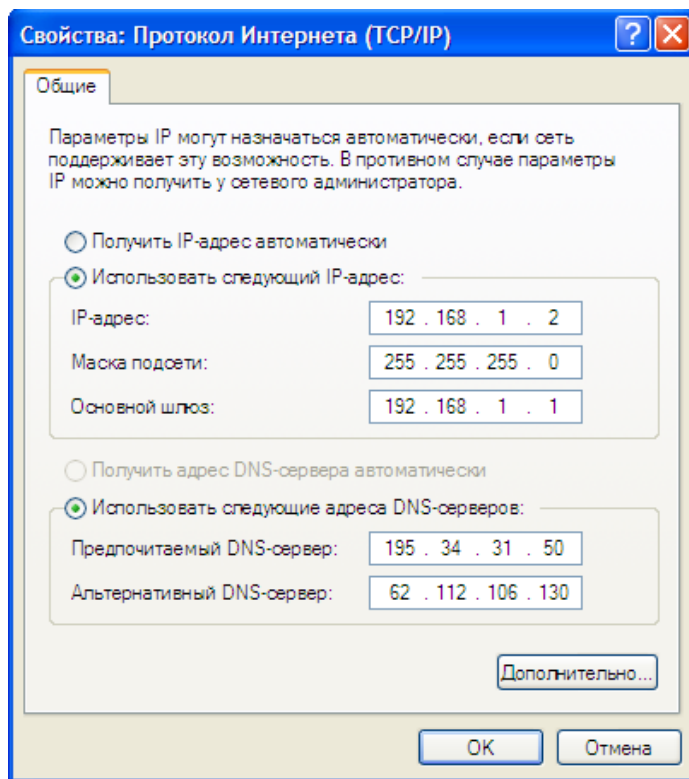 Свойства: Протокол Интернета (TCP/IP)
Общие
Параметры IP могут назначаться автоматически, если сеть
поддерживает эту возможность. В противном случае параметры
IP можно получить у сетевого администратора.
Получить IP-адрес автоматически
Использовать следующий IP-адрес:
IP-адрес: 192 . 168 . 1 . 2
Маска подсети: 255 . 255 . 255 . 0
Основной шлюз: 192 . 168 . 1 . 1
Получить адрес DNS-сервера автоматически
Использовать следующие адреса DNS-серверов:
Предпочитаемый DNS-сервер: 195 . 34 . 31 . 50
Альтернативный DNS-сервер: 62 . 112 . 106 . 130
Дополнительно...
OK Отмена